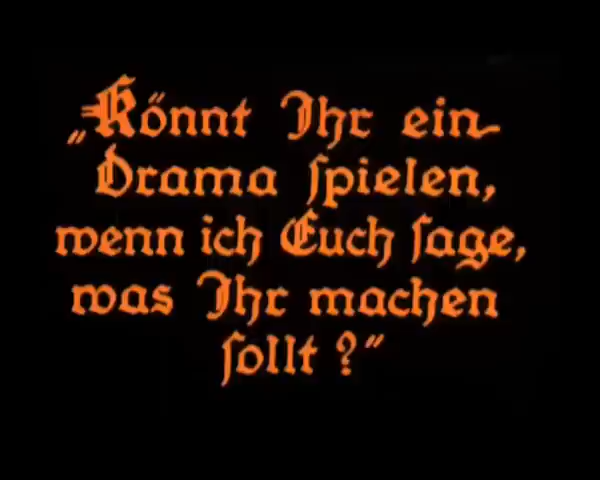 „Könnt Ihr ein
Drama spielen,
wenn ich Euch sage,
was Ihr machen
sollt?"